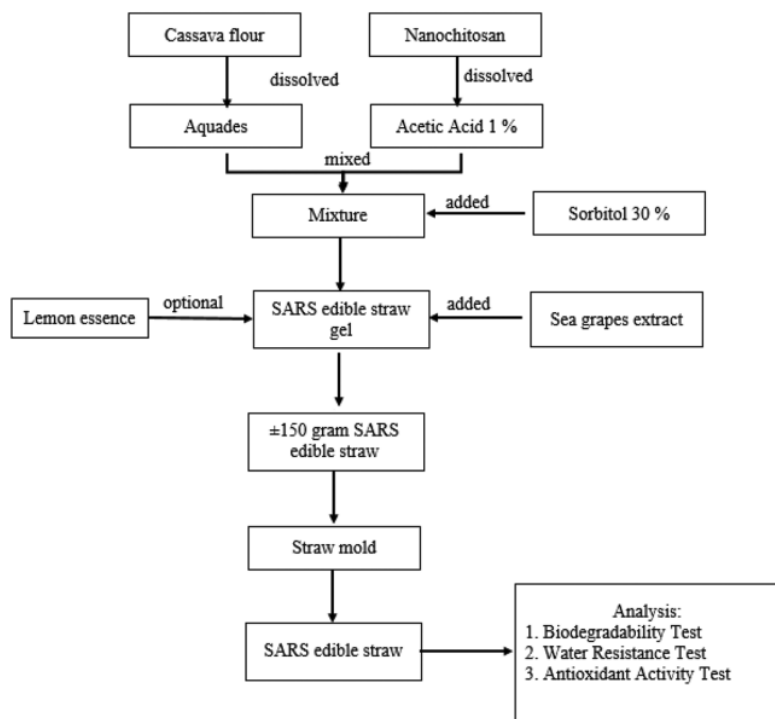 Cassava flour
Nanochitosan
dissolved
dissolved
Aquades
Acetic Acid 1 %
mixed
Mixture
added
Sorbitol 30 %
Lemon essence
optional
SARS edible straw
gel
added
Sea grapes extract
±150 gram SARS
edible straw
Straw mold
SARS edible straw
Analysis:
1. Biodegradability Test
2. Water Resistance Test
3. Antioxidant Activity Test